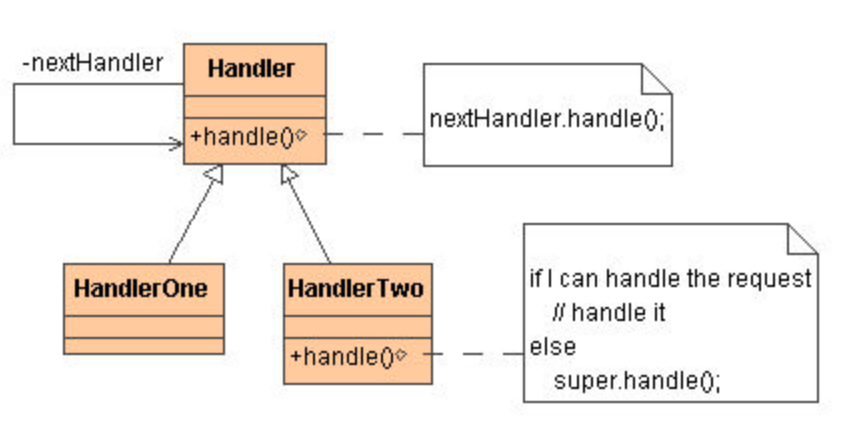 -nextHandler
Handler
+handle()
nextHandler.handle();
HandlerOne
HandlerTwo
+handle()
if I can handle the request
// handle it
else
super.handle();